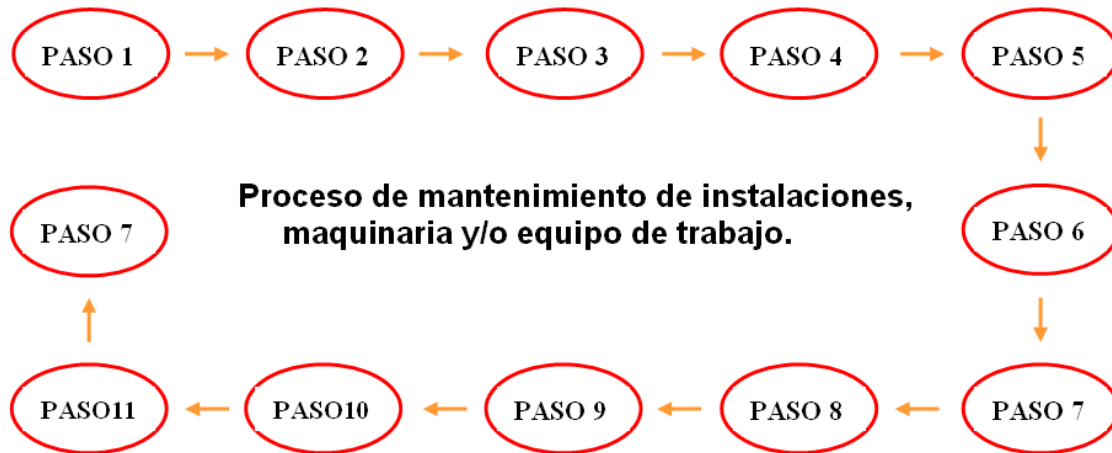 PASO 1
PASO 2
PASO 3
PASO 4
PASO 5
Proceso de mantenimiento de instalaciones,
maquinaria y/o equipo de trabajo.
PASO 7
PASO 6
PASO11
PASO10
PASO 9
PASO 8
PASO 7